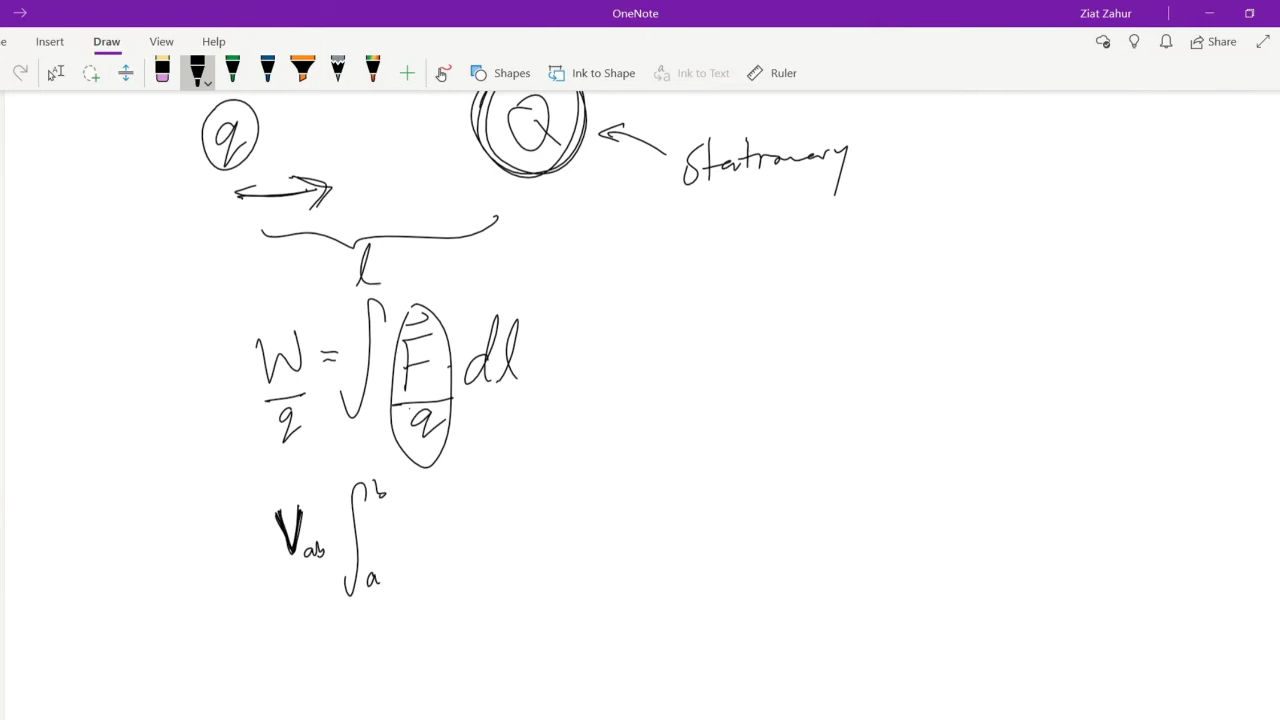 OneNote
Ziat Zahur
e Insert Draw View Help Share
Shapes Ink to Shape Ink to Text Ruler
q Q Stationary
l
W/q = ∫ F⃗/q dl
V_ab ∫_a^b